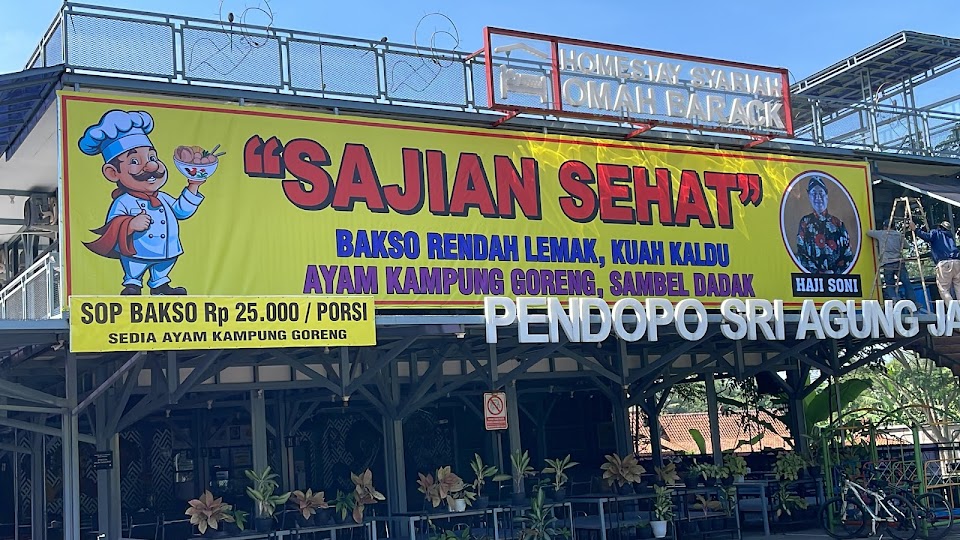 HOMESTAY SYARIAH
OMAH BARACK
"SAJIAN SEHAT"
BAKSO RENDAH LEMAK, KUAH KALDU
AYAM KAMPUNG GORENG, SAMBEL DADAK
HAJI SONI
SOP BAKSO Rp 25.000 / PORSI
SEDIA AYAM KAMPUNG GORENG
PENDOPO SRI AGUNG JA